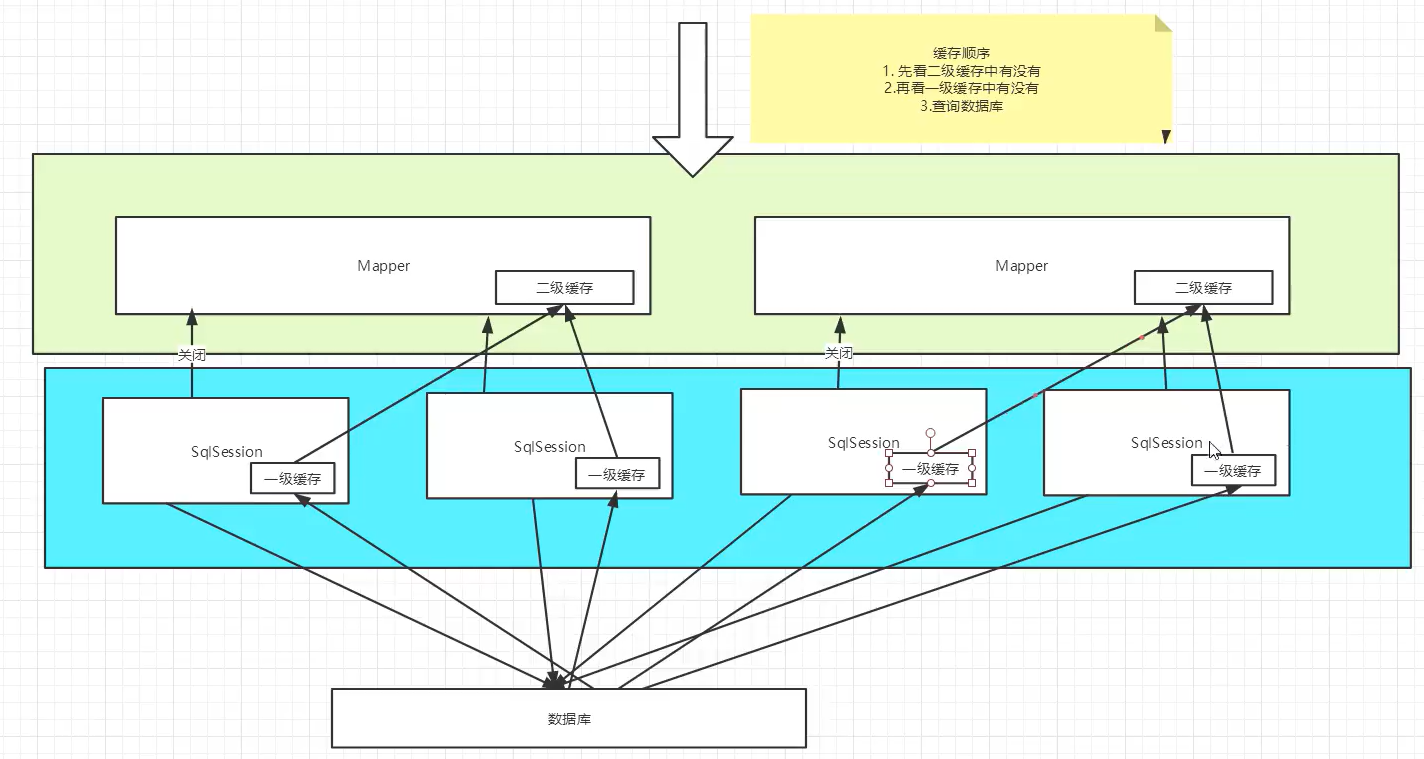 缓存顺序
1. 先看二级缓存中有没有
2.再看一级缓存中有没有
3.查询数据库
Mapper
二级缓存
Mapper
二级缓存
关闭
关闭
SqlSession
一级缓存
SqlSession
一级缓存
SqlSession
一级缓存
SqlSession
一级缓存
数据库